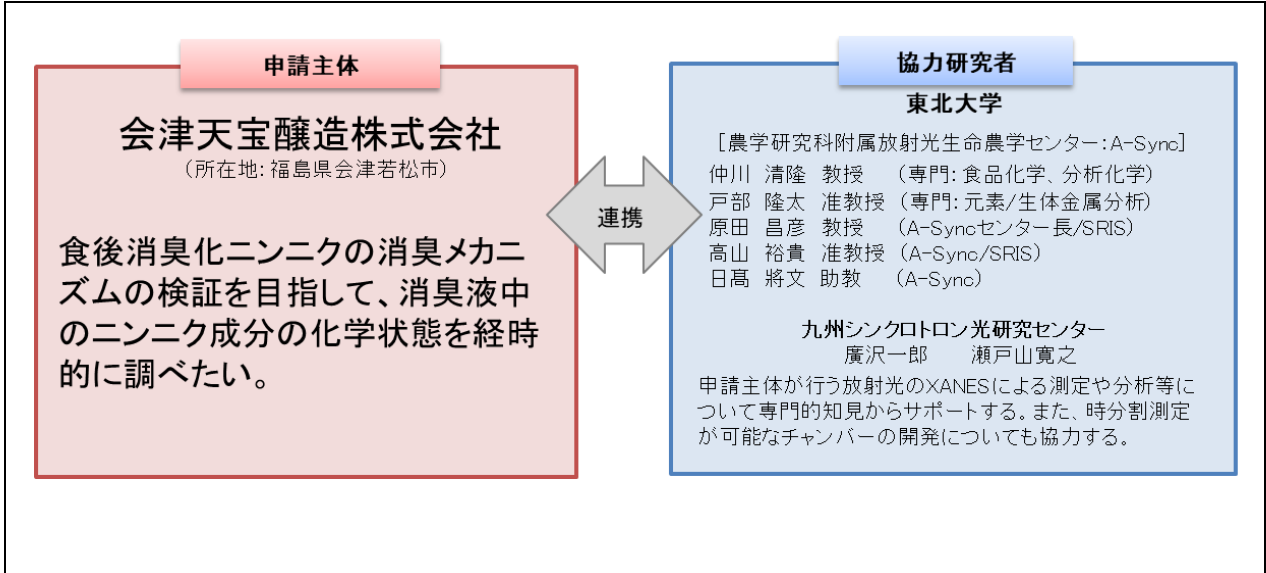 申請主体
会津天宝醸造株式会社
（所在地：福島県会津若松市）
食後消臭化ニンニクの消臭メカニ
ズムの検証を目指して、消臭液中
のニンニク成分の化学状態を経時
的に調べたい。
連携
協力研究者
東北大学
［農学研究科附属放射光生命農学センター：A-Sync］
仲川 清隆 教授 （専門：食品化学、分析化学）
戸部 隆太 准教授 （専門：元素/生体金属分析）
原田 昌彦 教授 （A-Syncセンター長/SRIS）
高山 裕貴 准教授 （A-Sync/SRIS）
日髙 將文 助教 （A-Sync）
九州シンクロトロン光研究センター
廣沢一郎 瀬戸山寛之
申請主体が行う放射光のXANESによる測定や分析等に
ついて専門的知見からサポートする。また、時分割測定
が可能なチャンバーの開発についても協力する。